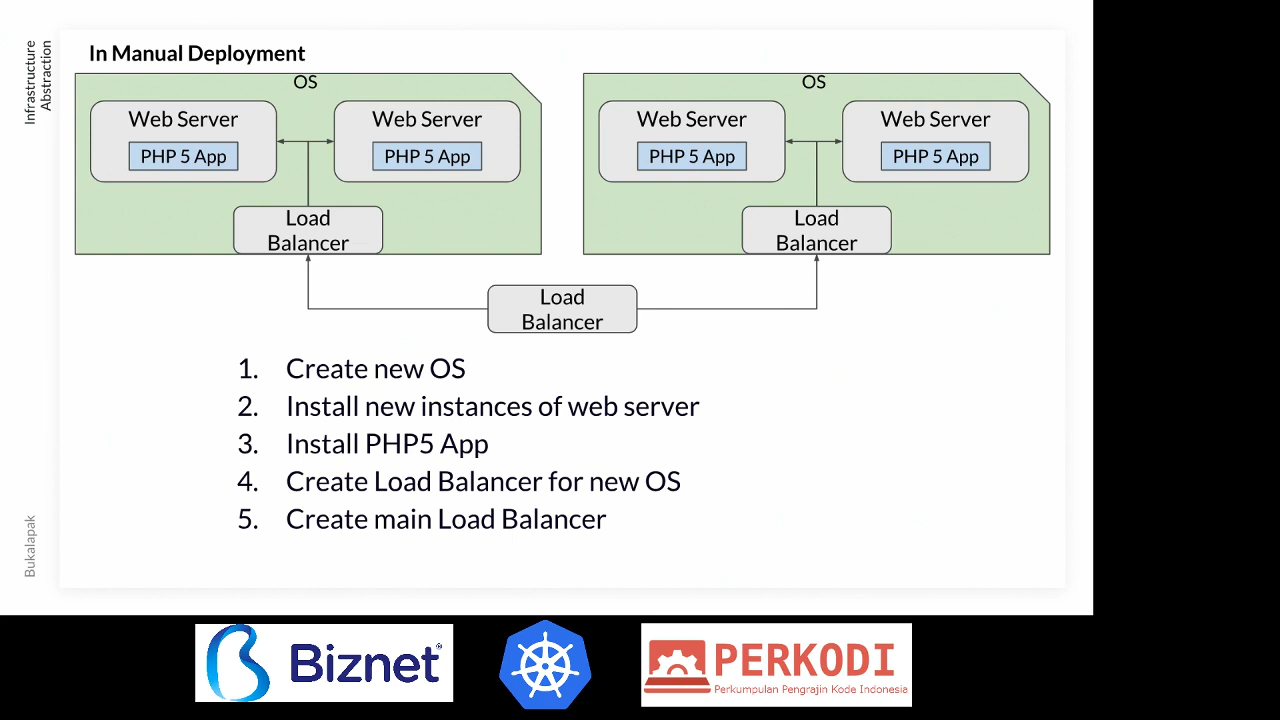 Infrastructure
Abstraction
In Manual Deployment
OS
Web Server
PHP 5 App
Web Server
PHP 5 App
Load
Balancer
OS
Web Server
PHP 5 App
Web Server
PHP 5 App
Load
Balancer
Load
Balancer
1. Create new OS
2. Install new instances of web server
3. Install PHP5 App
4. Create Load Balancer for new OS
5. Create main Load Balancer
Bukalapak
Biznet®
PERKODI
Perkumpulan Pengrajin Kode Indonesia